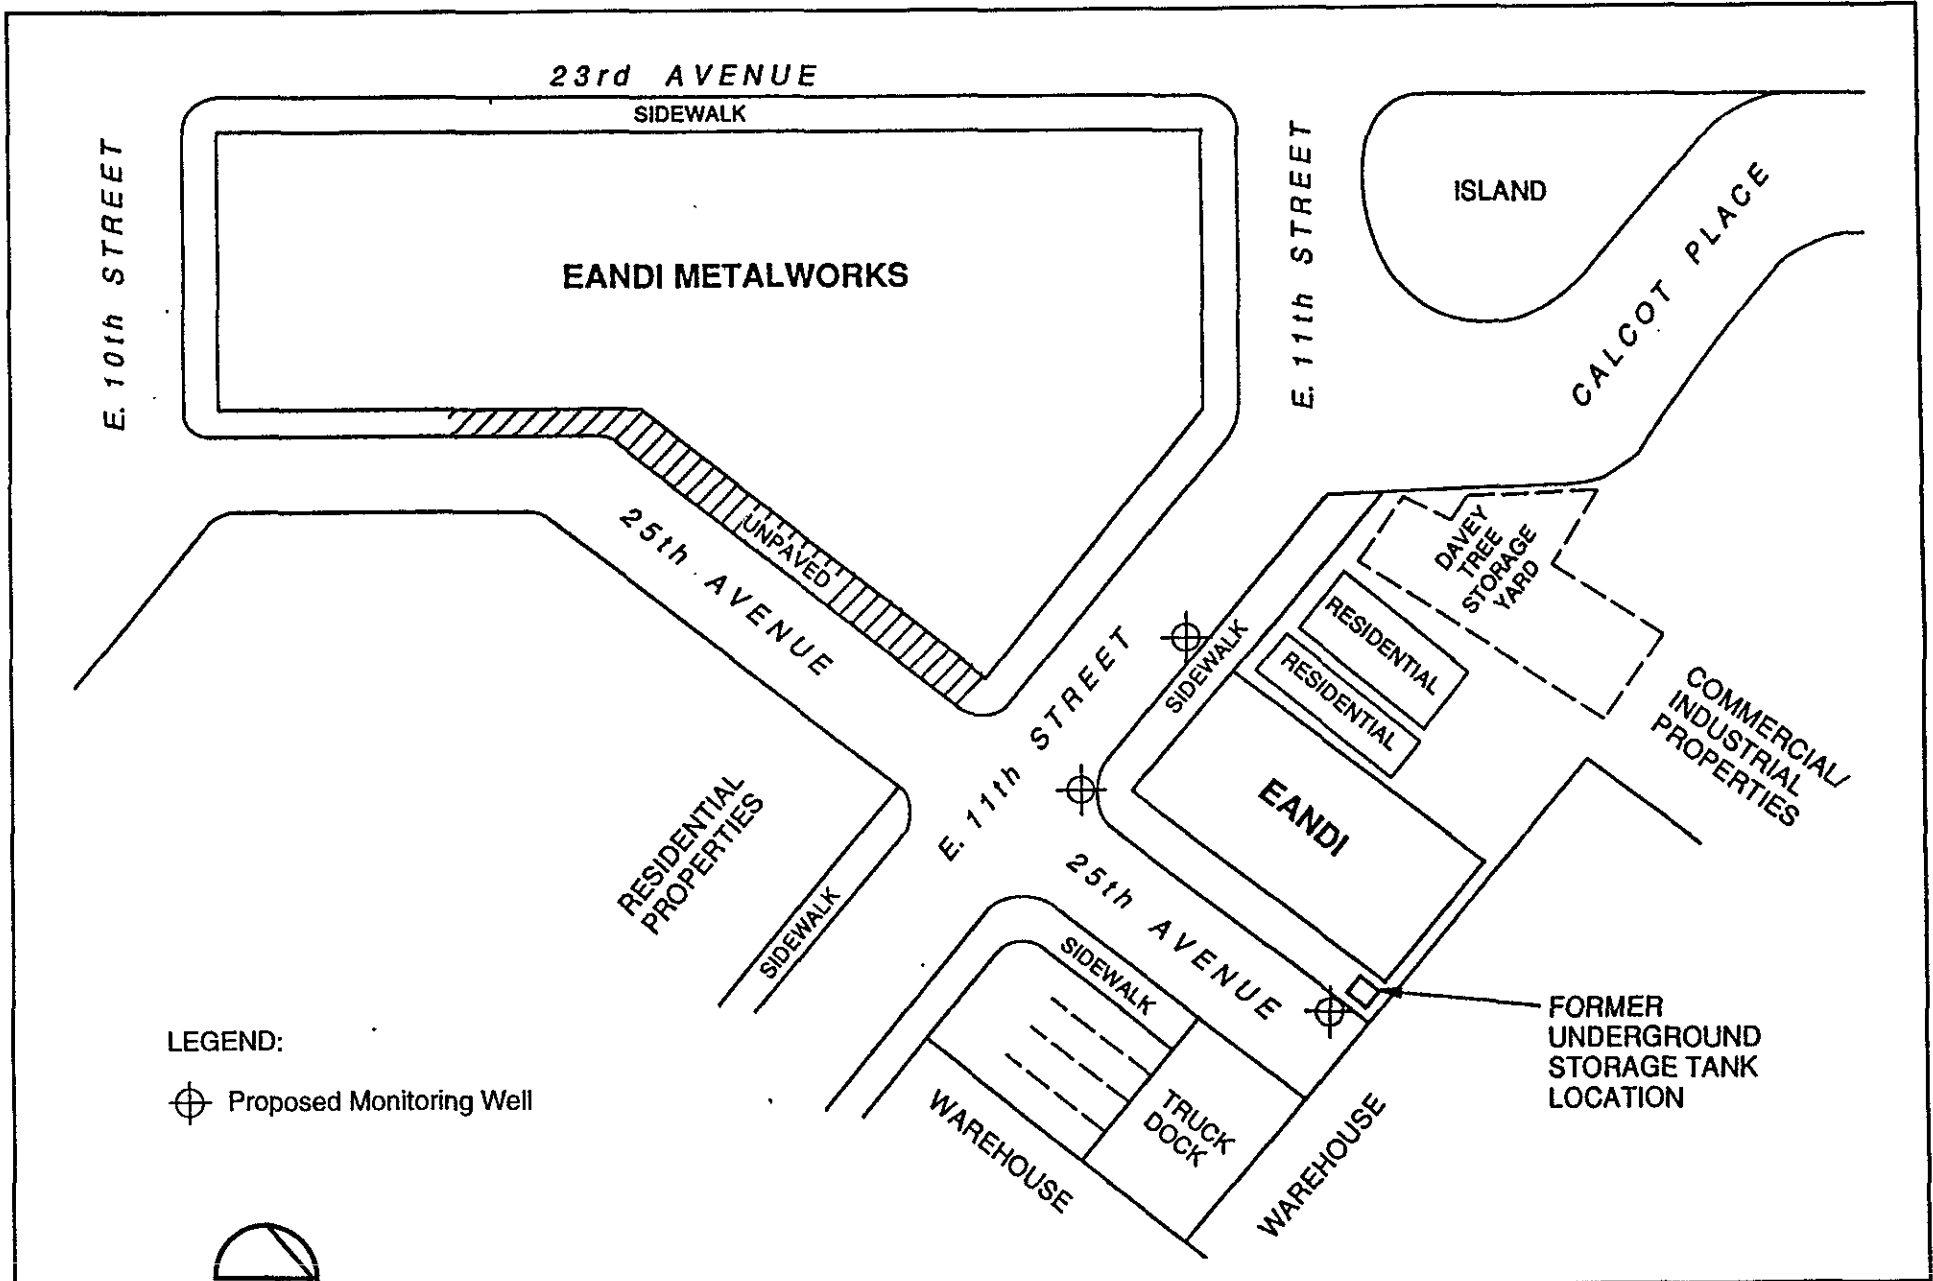 23rd AVENUE
SIDEWALK
E. 10th STREET
EANDI METALWORKS
E. 11th STREET
ISLAND
CALCOT PLACE
UNPAVED
25th AVENUE
DAVEY
TREE
STORAGE
YARD
RESIDENTIAL
RESIDENTIAL
SIDEWALK
E. 11th STREET
COMMERCIAL/
INDUSTRIAL
PROPERTIES
EANDI
RESIDENTIAL
PROPERTIES
SIDEWALK
25th AVENUE
SIDEWALK
FORMER
UNDERGROUND
STORAGE TANK
LOCATION
TRUCK
DOCK
WAREHOUSE
WAREHOUSE
LEGEND:
Proposed Monitoring Well